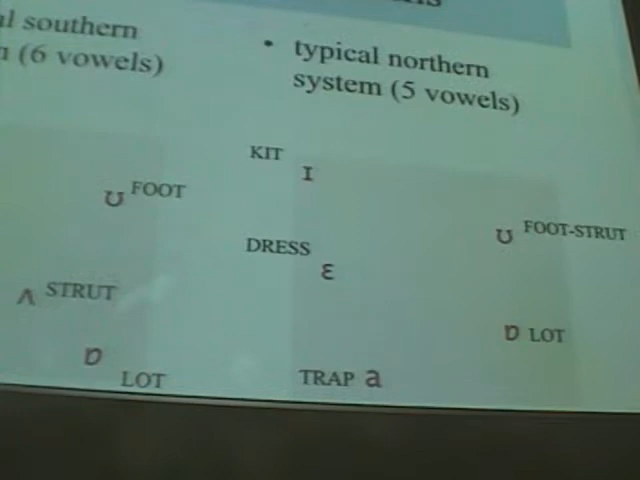 southern
(6 vowels)
ʊ FOOT
ʌ STRUT
ɒ
LOT
• typical northern
system (5 vowels)
KIT
ɪ
ʊ FOOT-STRUT
DRESS
ɛ
ɒ LOT
TRAP a